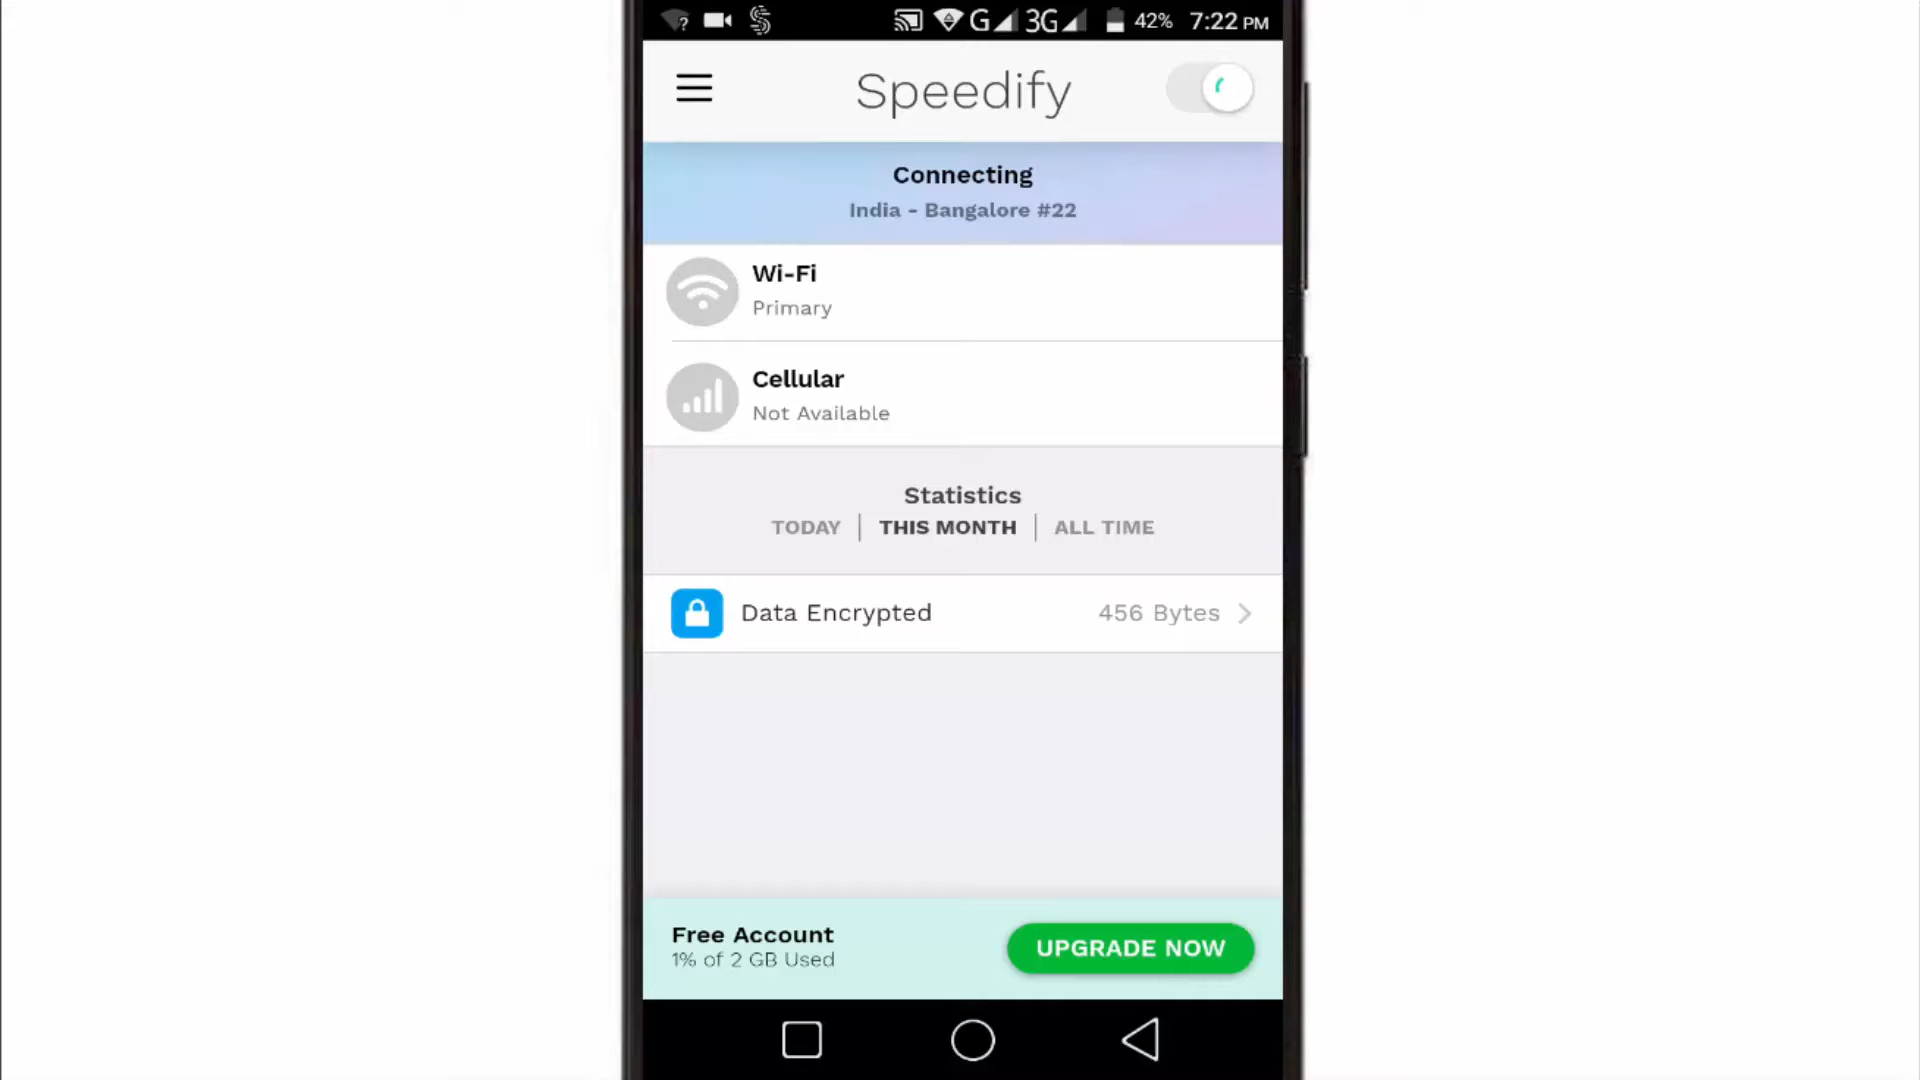 ? G 3G 42% 7:22 PM
Speedify
Connecting
India - Bangalore #22
Wi-Fi
Primary
Cellular
Not Available
Statistics
TODAY | THIS MONTH | ALL TIME
Data Encrypted 456 Bytes
Free Account
1% of 2 GB Used
UPGRADE NOW